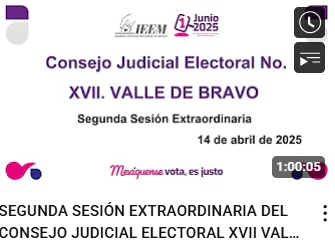 IEEM
1 Junio
2025
Consejo Judicial Electoral No.
XVII. VALLE DE BRAVO
Segunda Sesión Extraordinaria
14 de abril de 2025
Mexiquense vota, es justo
1:00:05
SEGUNDA SESIÓN EXTRAORDINARIA DEL
CONSEJO JUDICIAL ELECTORAL XVII VAL...